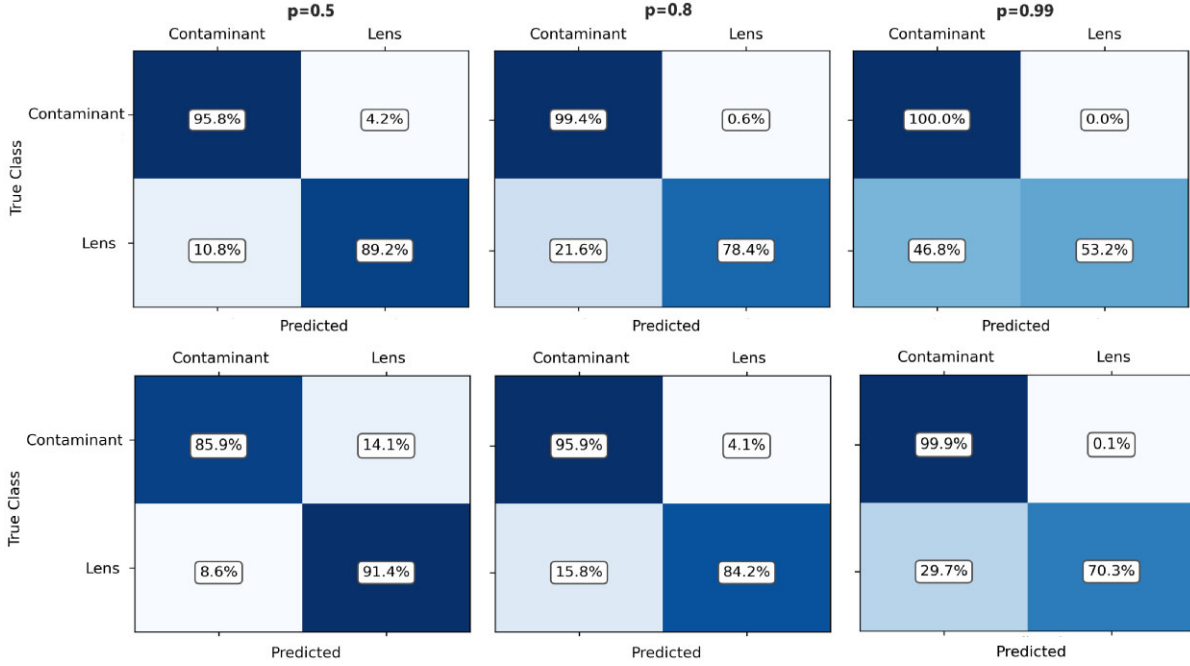 p=0.5 p=0.8 p=0.99
Contaminant Lens Contaminant Lens Contaminant Lens
Contaminant 95.8% 4.2% 99.4% 0.6% 100.0% 0.0%
True Class
Lens 10.8% 89.2% 21.6% 78.4% 46.8% 53.2%
Predicted Predicted Predicted
Contaminant Lens Contaminant Lens Contaminant Lens
Contaminant 85.9% 14.1% 95.9% 4.1% 99.9% 0.1%
True Class
Lens 8.6% 91.4% 15.8% 84.2% 29.7% 70.3%
Predicted Predicted Predicted